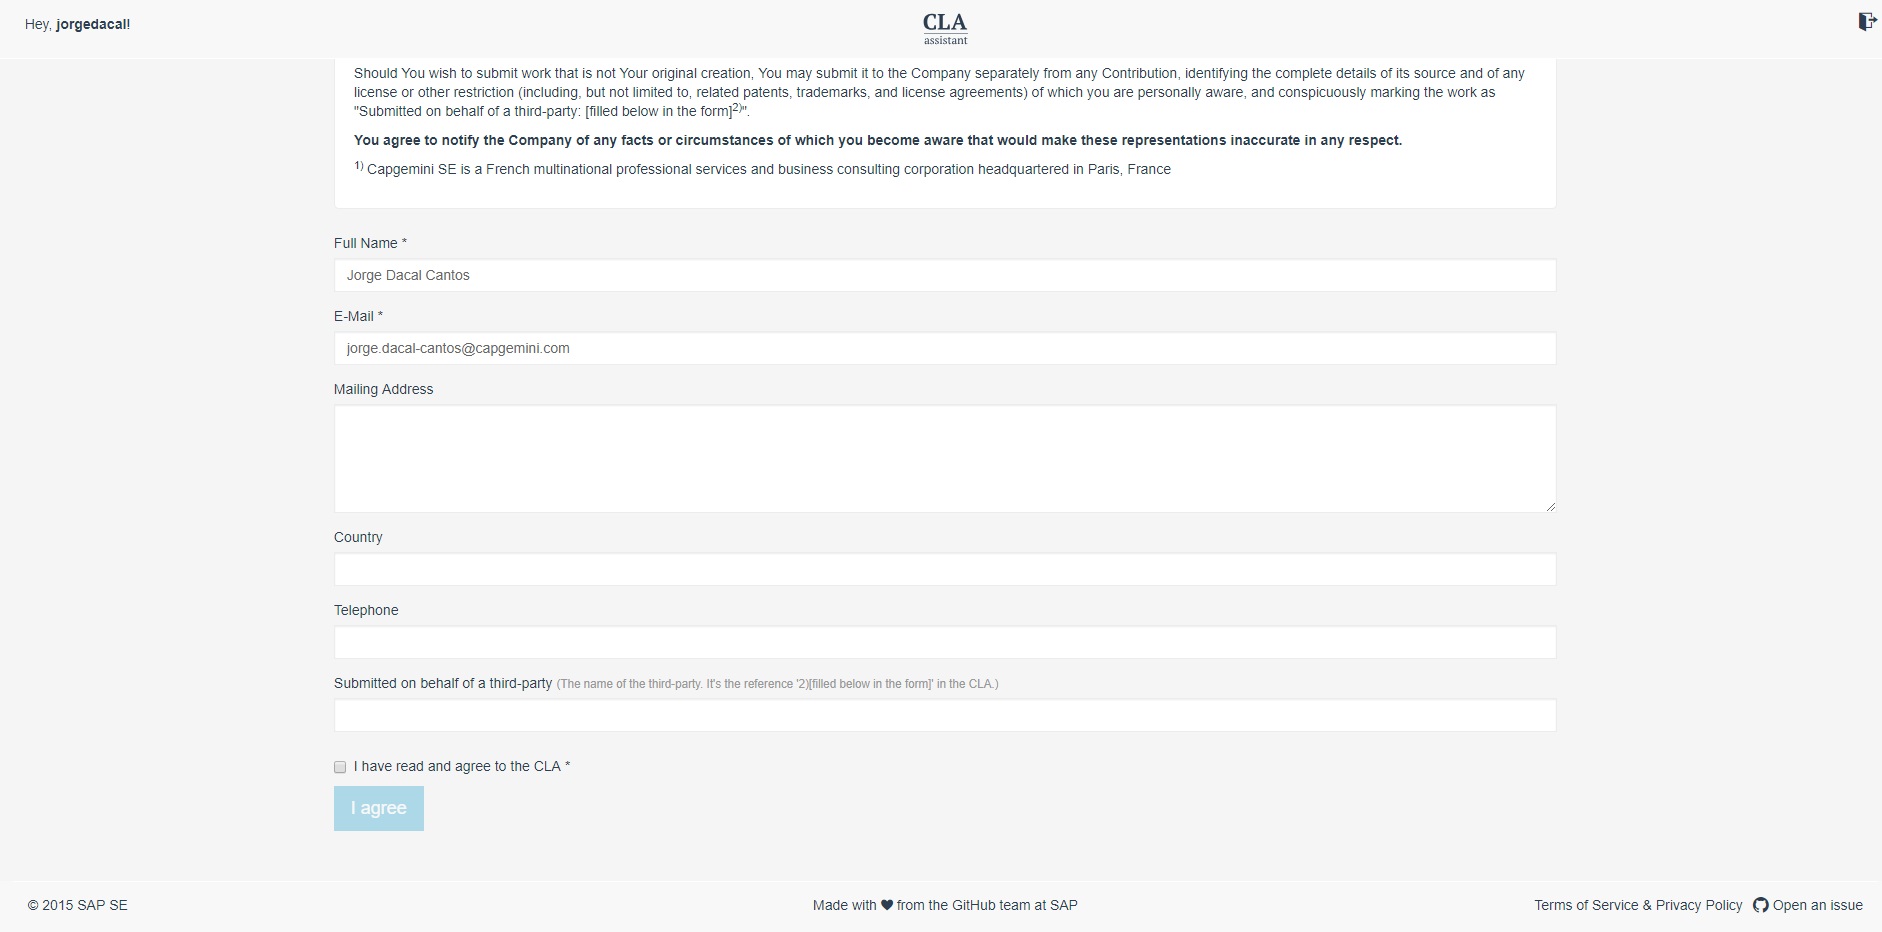 Hey, jorgedacal!
CLA
assistant
Should You wish to submit work that is not Your original creation, You may submit it to the Company separately from any Contribution, identifying the complete details of its source and of any
license or other restriction (including, but not limited to, related patents, trademarks, and license agreements) of which you are personally aware, and conspicuously marking the work as
"Submitted on behalf of a third-party: [filled below in the form]2)".
You agree to notify the Company of any facts or circumstances of which you become aware that would make these representations inaccurate in any respect.
1) Capgemini SE is a French multinational professional services and business consulting corporation headquartered in Paris, France
Full Name *
Jorge Dacal Cantos
E-Mail *
jorge.dacal-cantos@capgemini.com
Mailing Address
Country
Telephone
Submitted on behalf of a third-party (The name of the third-party. It's the reference '2)[filled below in the form]' in the CLA.)
I have read and agree to the CLA *
I agree
© 2015 SAP SE
Made with ♥ from the GitHub team at SAP
Terms of Service & Privacy Policy Open an issue